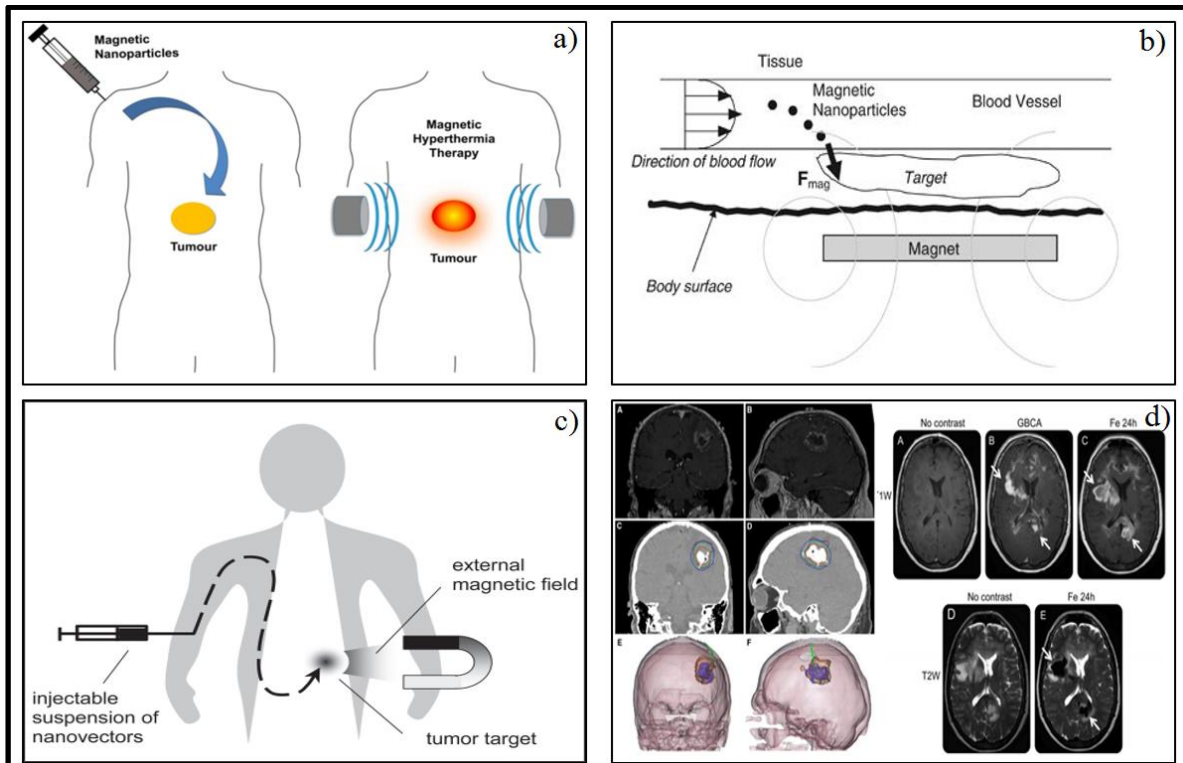 a)
Magnetic
Nanoparticles
Tumour
Magnetic
Hyperthermia
Therapy
Tumour
b)
Tissue
Magnetic
Nanoparticles
Blood Vessel
Direction of blood flow
Fmag
Target
Magnet
Body surface
c)
external
magnetic field
injectable
suspension of
nanovectors
tumor target
d)
A
B
C
D
E
F
No contrast
GBCA
Fe 24h
A
B
C
1W
No contrast
Fe 24h
D
E
T2W